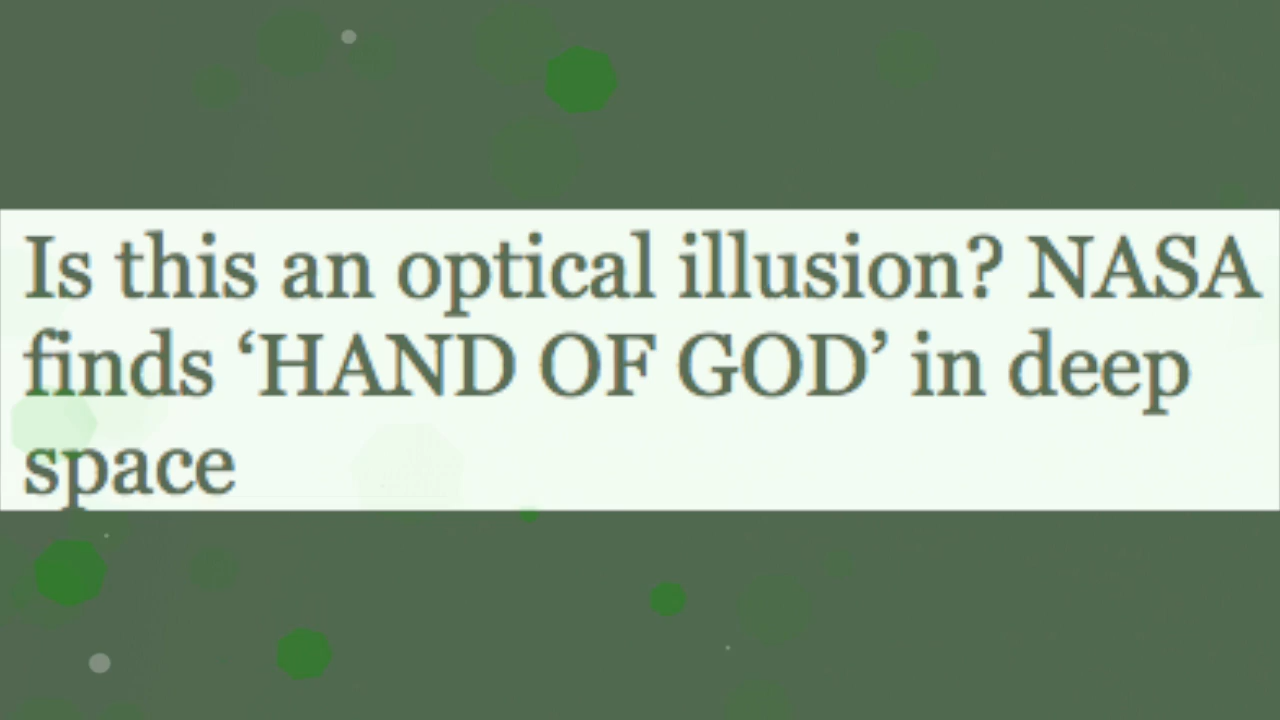 Is this an optical illusion? NASA
finds ‘HAND OF GOD’ in deep
space